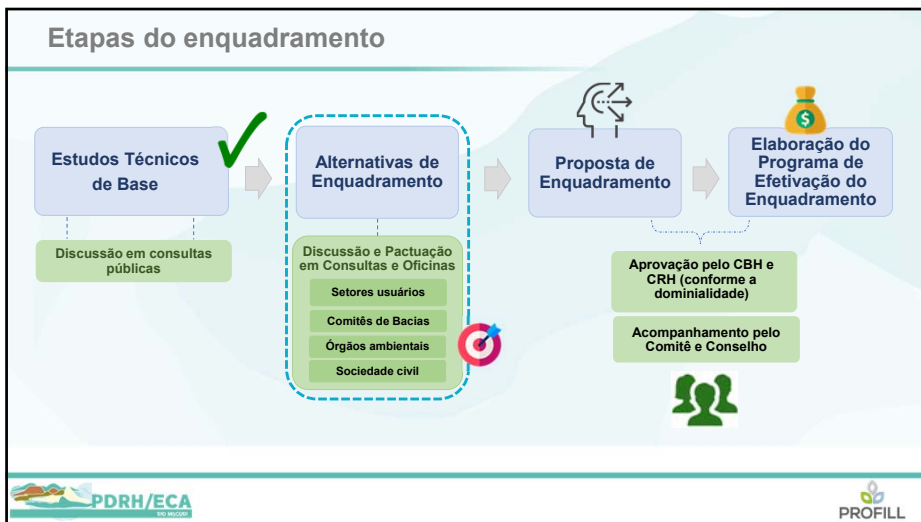 Etapas do enquadramento
Estudos Técnicos
de Base
Alternativas de
Enquadramento
Proposta de
Enquadramento
Elaboração do
Programa de
Efetivação do
Enquadramento
Discussão em consultas
públicas
Discussão e Pactuação
em Consultas e Oficinas
Setores usuários
Comitês de Bacias
Órgãos ambientais
Sociedade civil
Aprovação pelo CBH e
CRH (conforme a
dominialidade)
Acompanhamento pelo
Comitê e Conselho
PDRH/ECA
RIO MUCURI
PROFILL